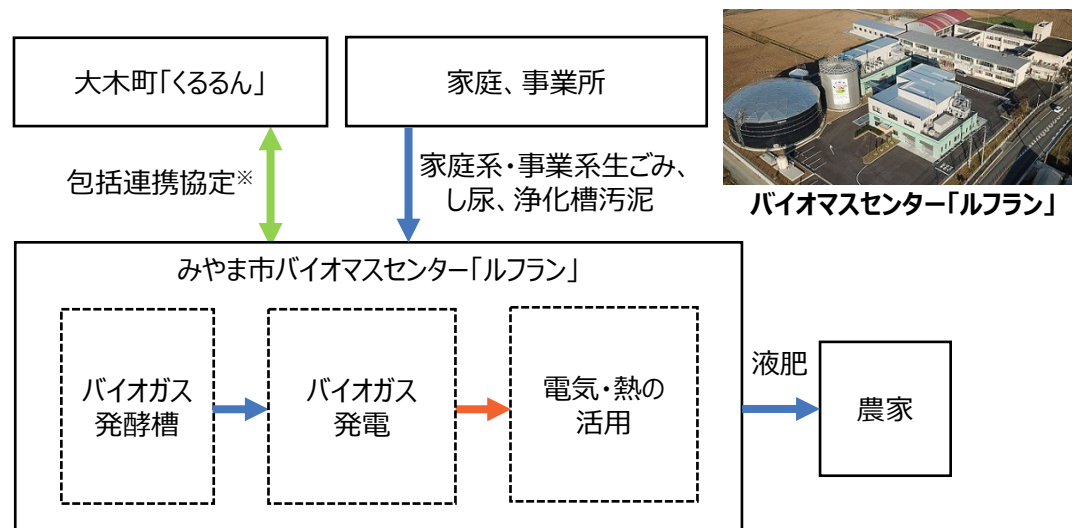 大木町「くるるん」
家庭、事業所
包括連携協定※
家庭系・事業系生ごみ、
し尿、浄化槽汚泥
バイオマスセンター「ルフラン」
みやま市バイオマスセンター「ルフラン」
バイオガス
発酵槽
バイオガス
発電
電気・熱の
活用
液肥
農家